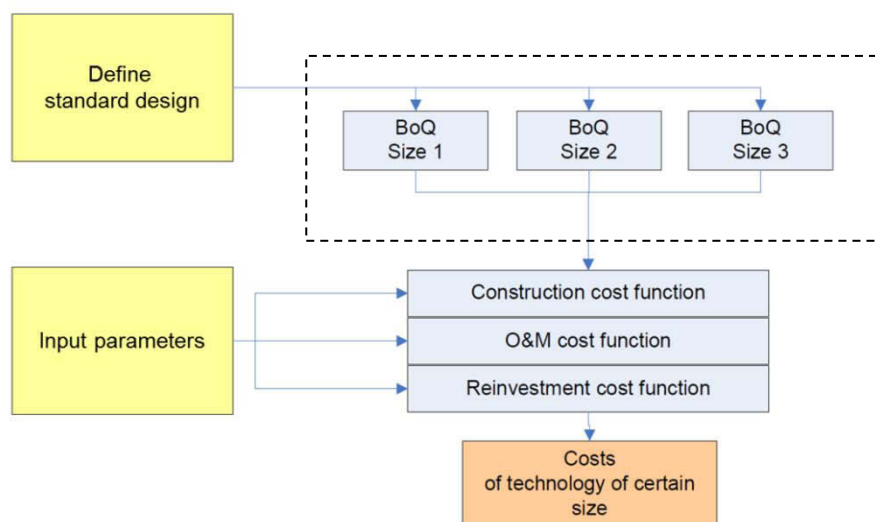 Define
standard design
BoQ
Size 1
BoQ
Size 2
BoQ
Size 3
Input parameters
Construction cost function
O&M cost function
Reinvestment cost function
Costs
of technology of certain
size